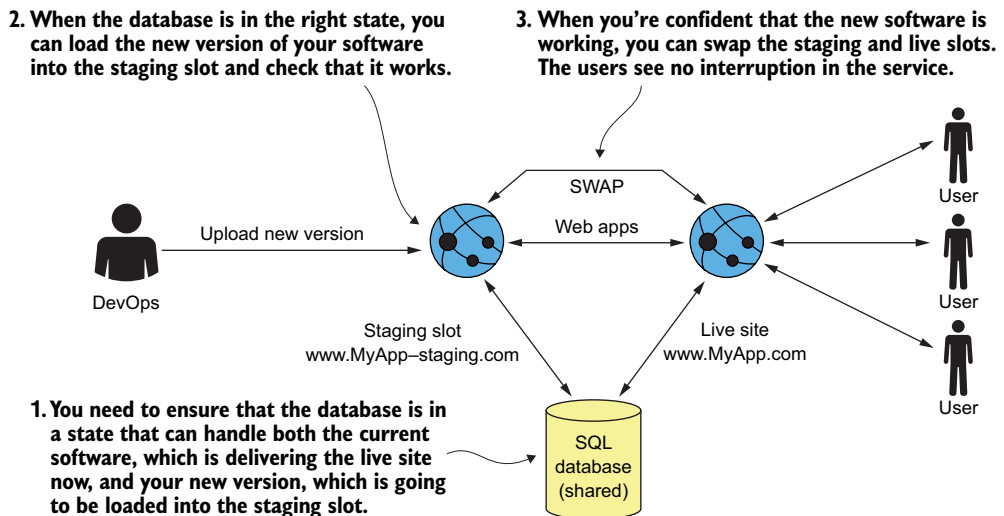 2. When the database is in the right state, you
can load the new version of your software
into the staging slot and check that it works.
3. When you’re confident that the new software is
working, you can swap the staging and live slots.
The users see no interruption in the service.
SWAP
User
Upload new version
Web apps
DevOps
User
Staging slot
www.MyApp–staging.com
Live site
www.MyApp.com
User
1. You need to ensure that the database is in
a state that can handle both the current
software, which is delivering the live site
now, and your new version, which is going
to be loaded into the staging slot.
SQL
database
(shared)